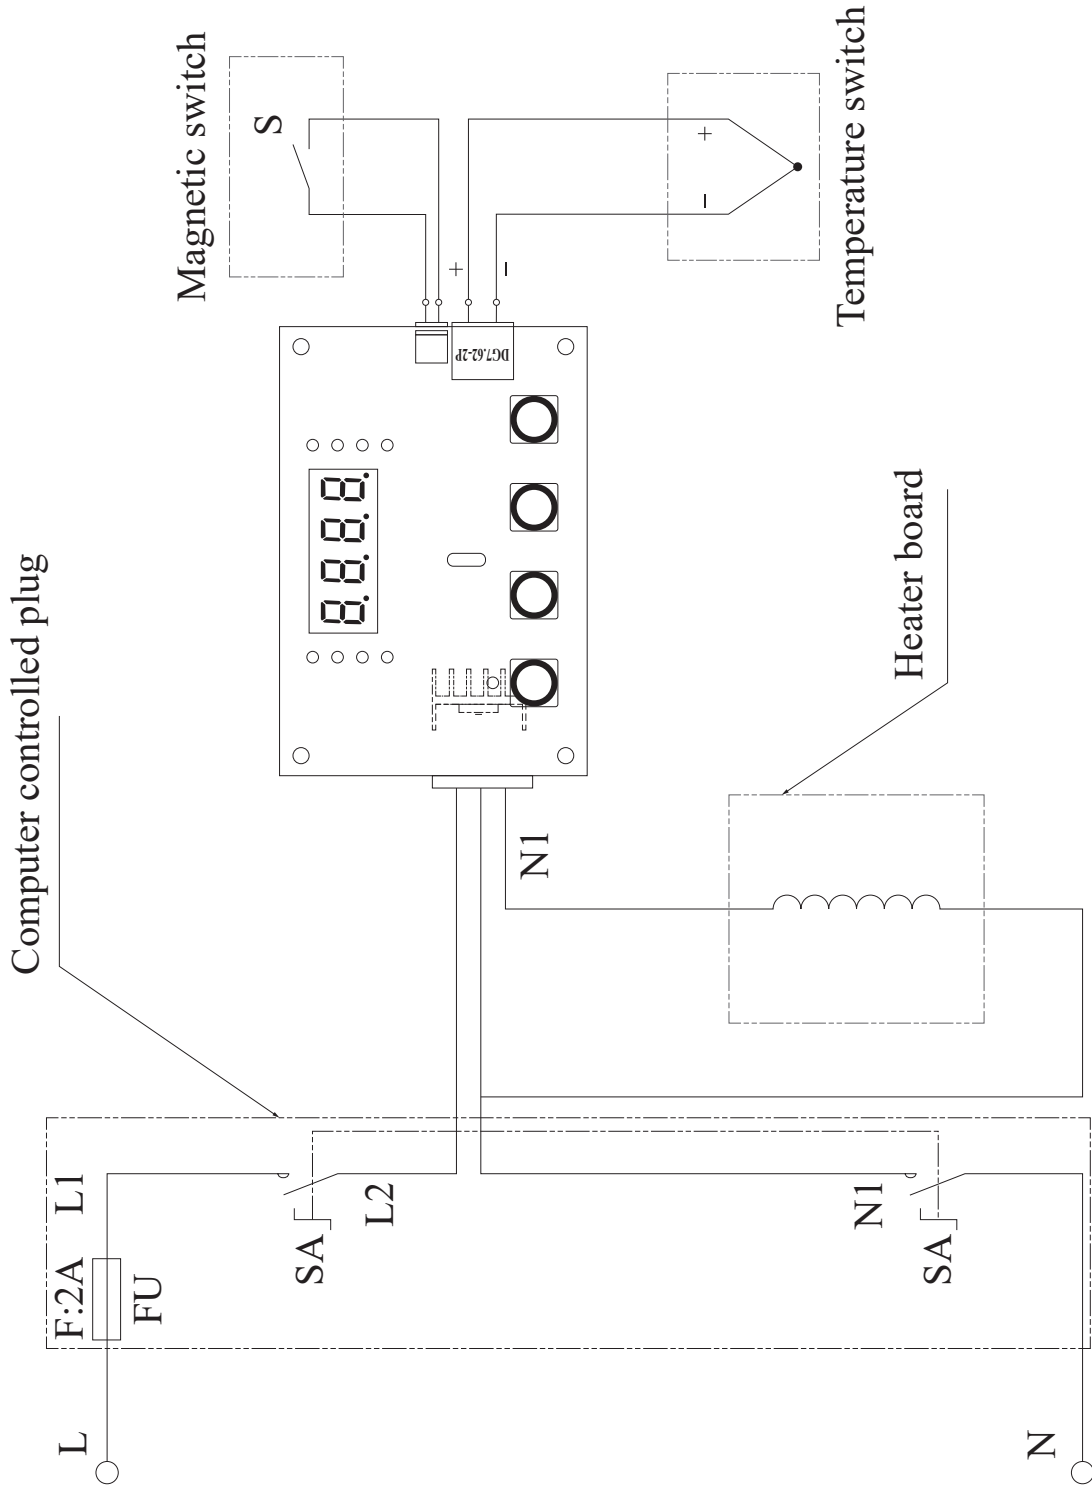 Computer controlled plug
Magnetic switch
S
Temperature switch
+
−
+
−
DG7.62-2P
8.8.8.8.
Heater board
N1
L
F:2A
FU
L1
SA
L2
N
SA
N1